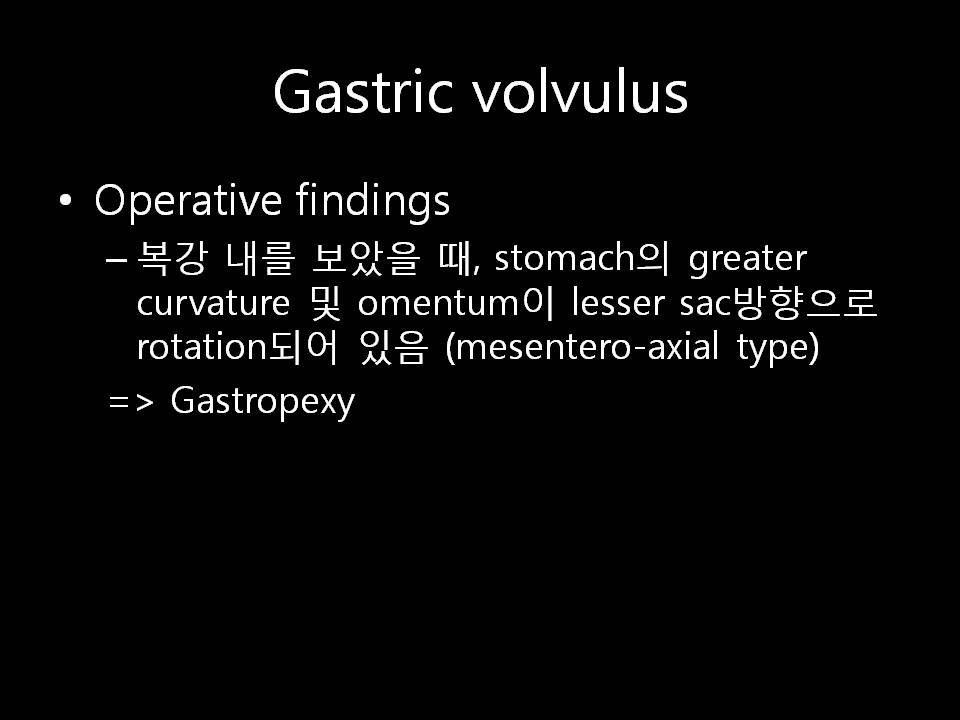 Gastric volvulus
• Operative findings
– 복강 내를 보았을 때, stomach의 greater
curvature 및 omentum이 lesser sac방향으로
rotation되어 있음 (mesentero-axial type)
=> Gastropexy